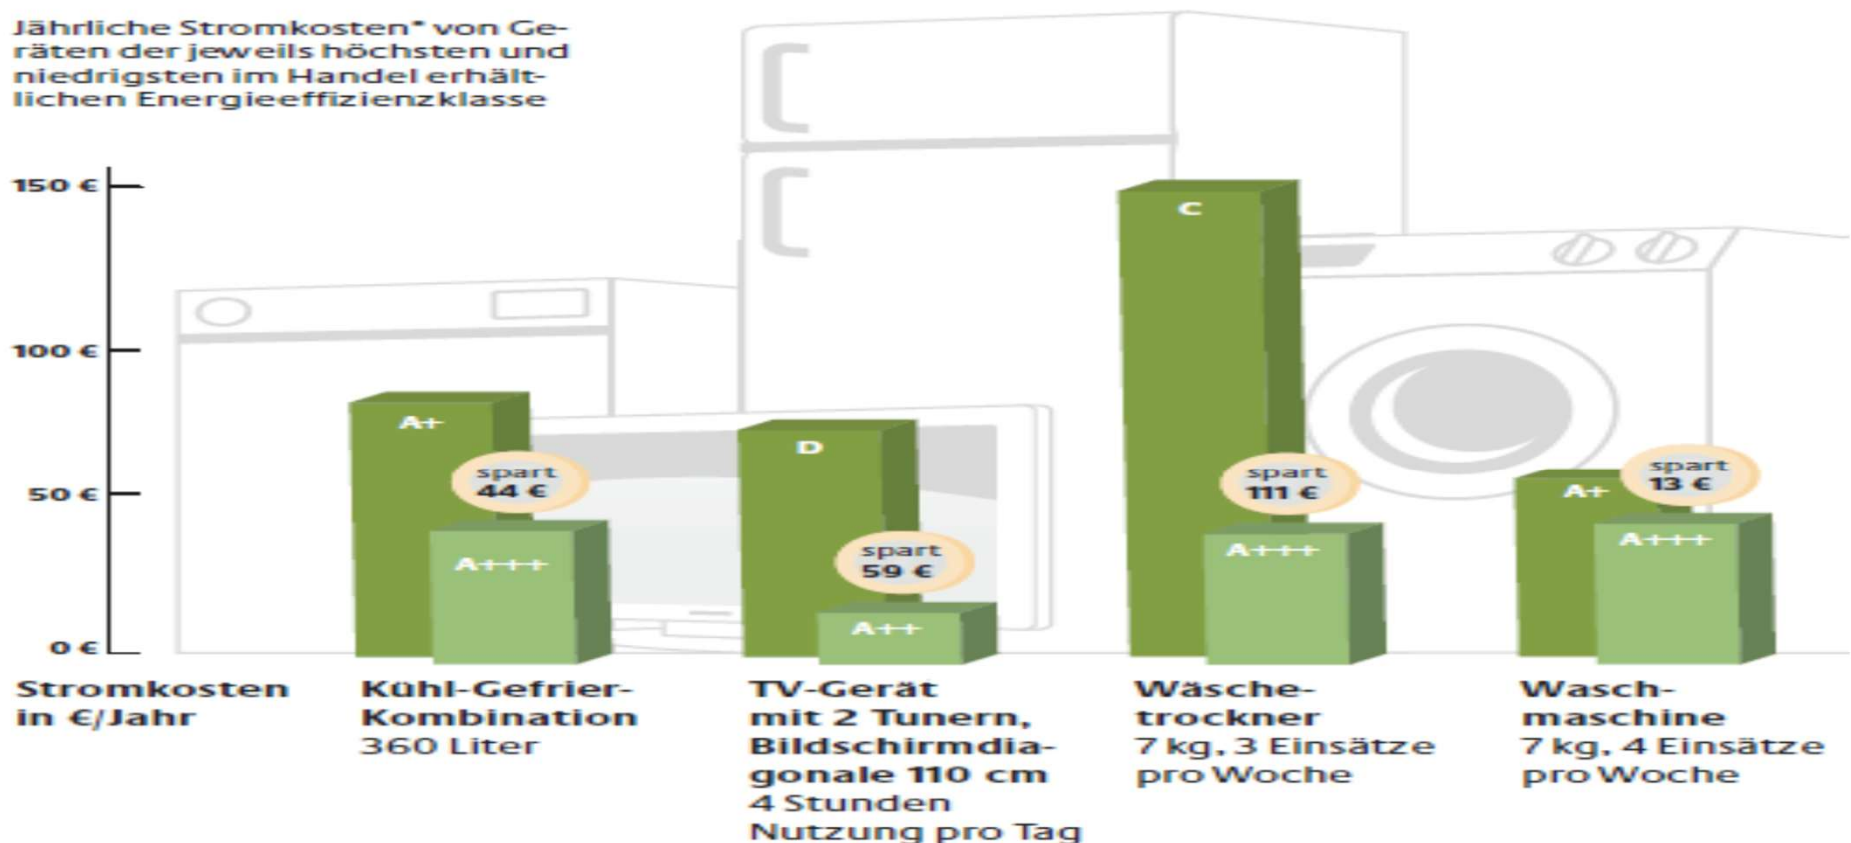 Jährliche Stromkosten* von Ge-
räten der jeweils höchsten und
niedrigsten im Handel erhält-
lichen Energieeffizienzklasse
150 €
100 €
50 €
0 €
A+
spart
44 €
A+++
D
spart
59 €
A++
C
spart
111 €
A+++
A+
spart
13 €
A+++
Stromkosten
in €/Jahr
Kühl-Gefrier-
Kombination
360 Liter
TV-Gerät
mit 2 Tunern,
Bildschirmdia-
gonale 110 cm
4 Stunden
Nutzung pro Tag
Wäsche-
trockner
7 kg, 3 Einsätze
pro Woche
Wasch-
maschine
7 kg, 4 Einsätze
pro Woche